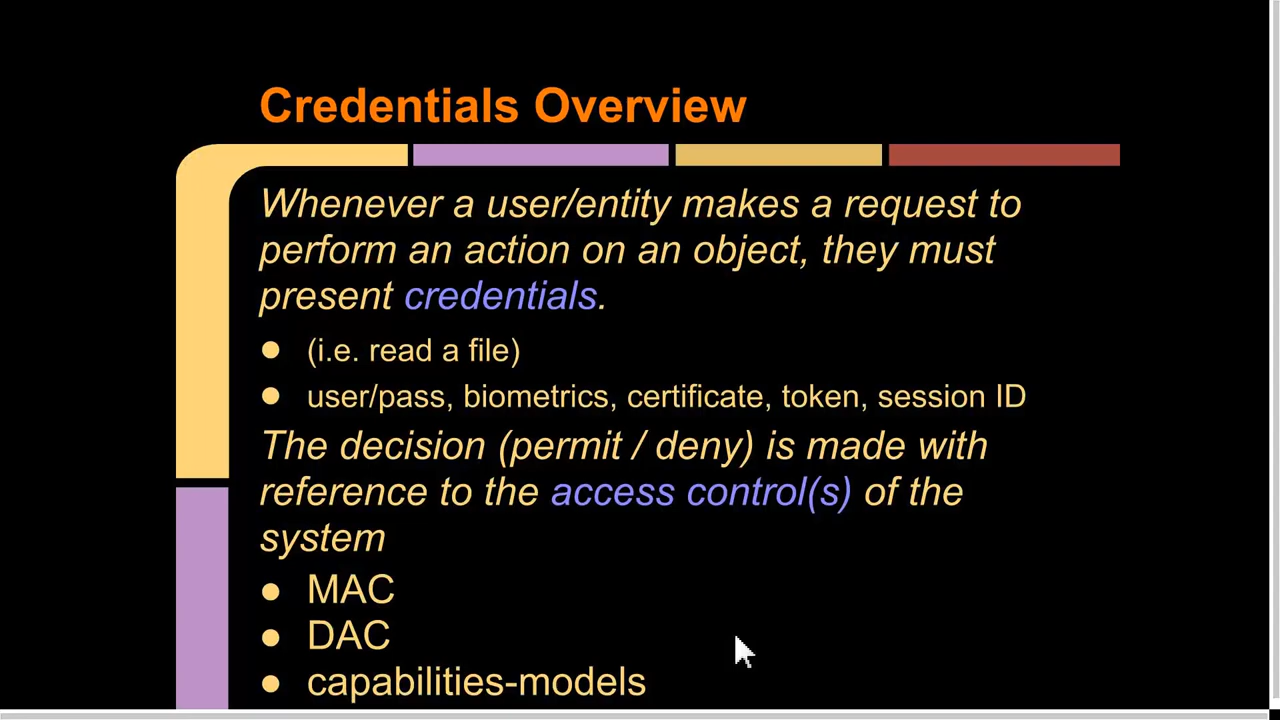 Credentials Overview
Whenever a user/entity makes a request to
perform an action on an object, they must
present credentials.
● (i.e. read a file)
● user/pass, biometrics, certificate, token, session ID
The decision (permit / deny) is made with
reference to the access control(s) of the
system
● MAC
● DAC
● capabilities-models